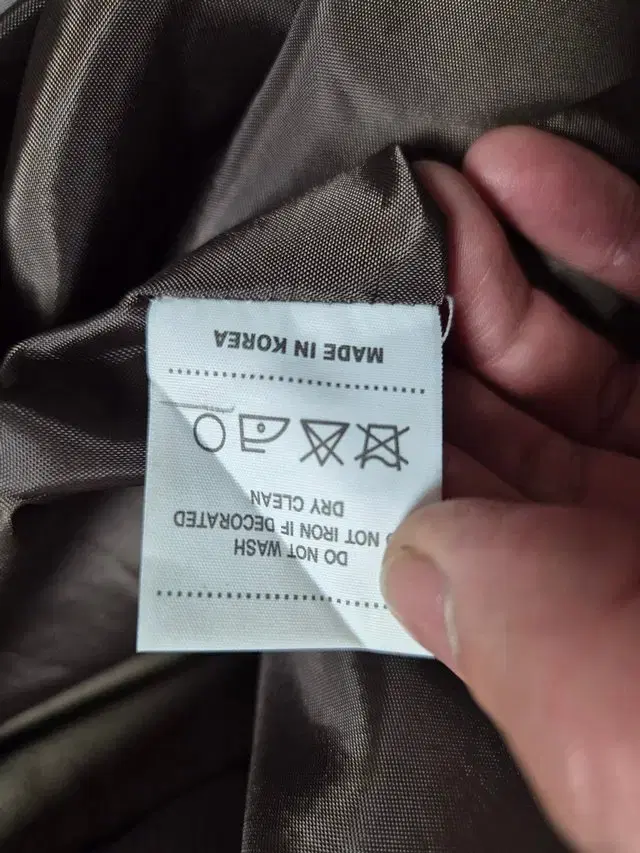 DO NOT WASH
NOT IRON IF DECORATED
DRY CLEAN
MADE IN KOREA